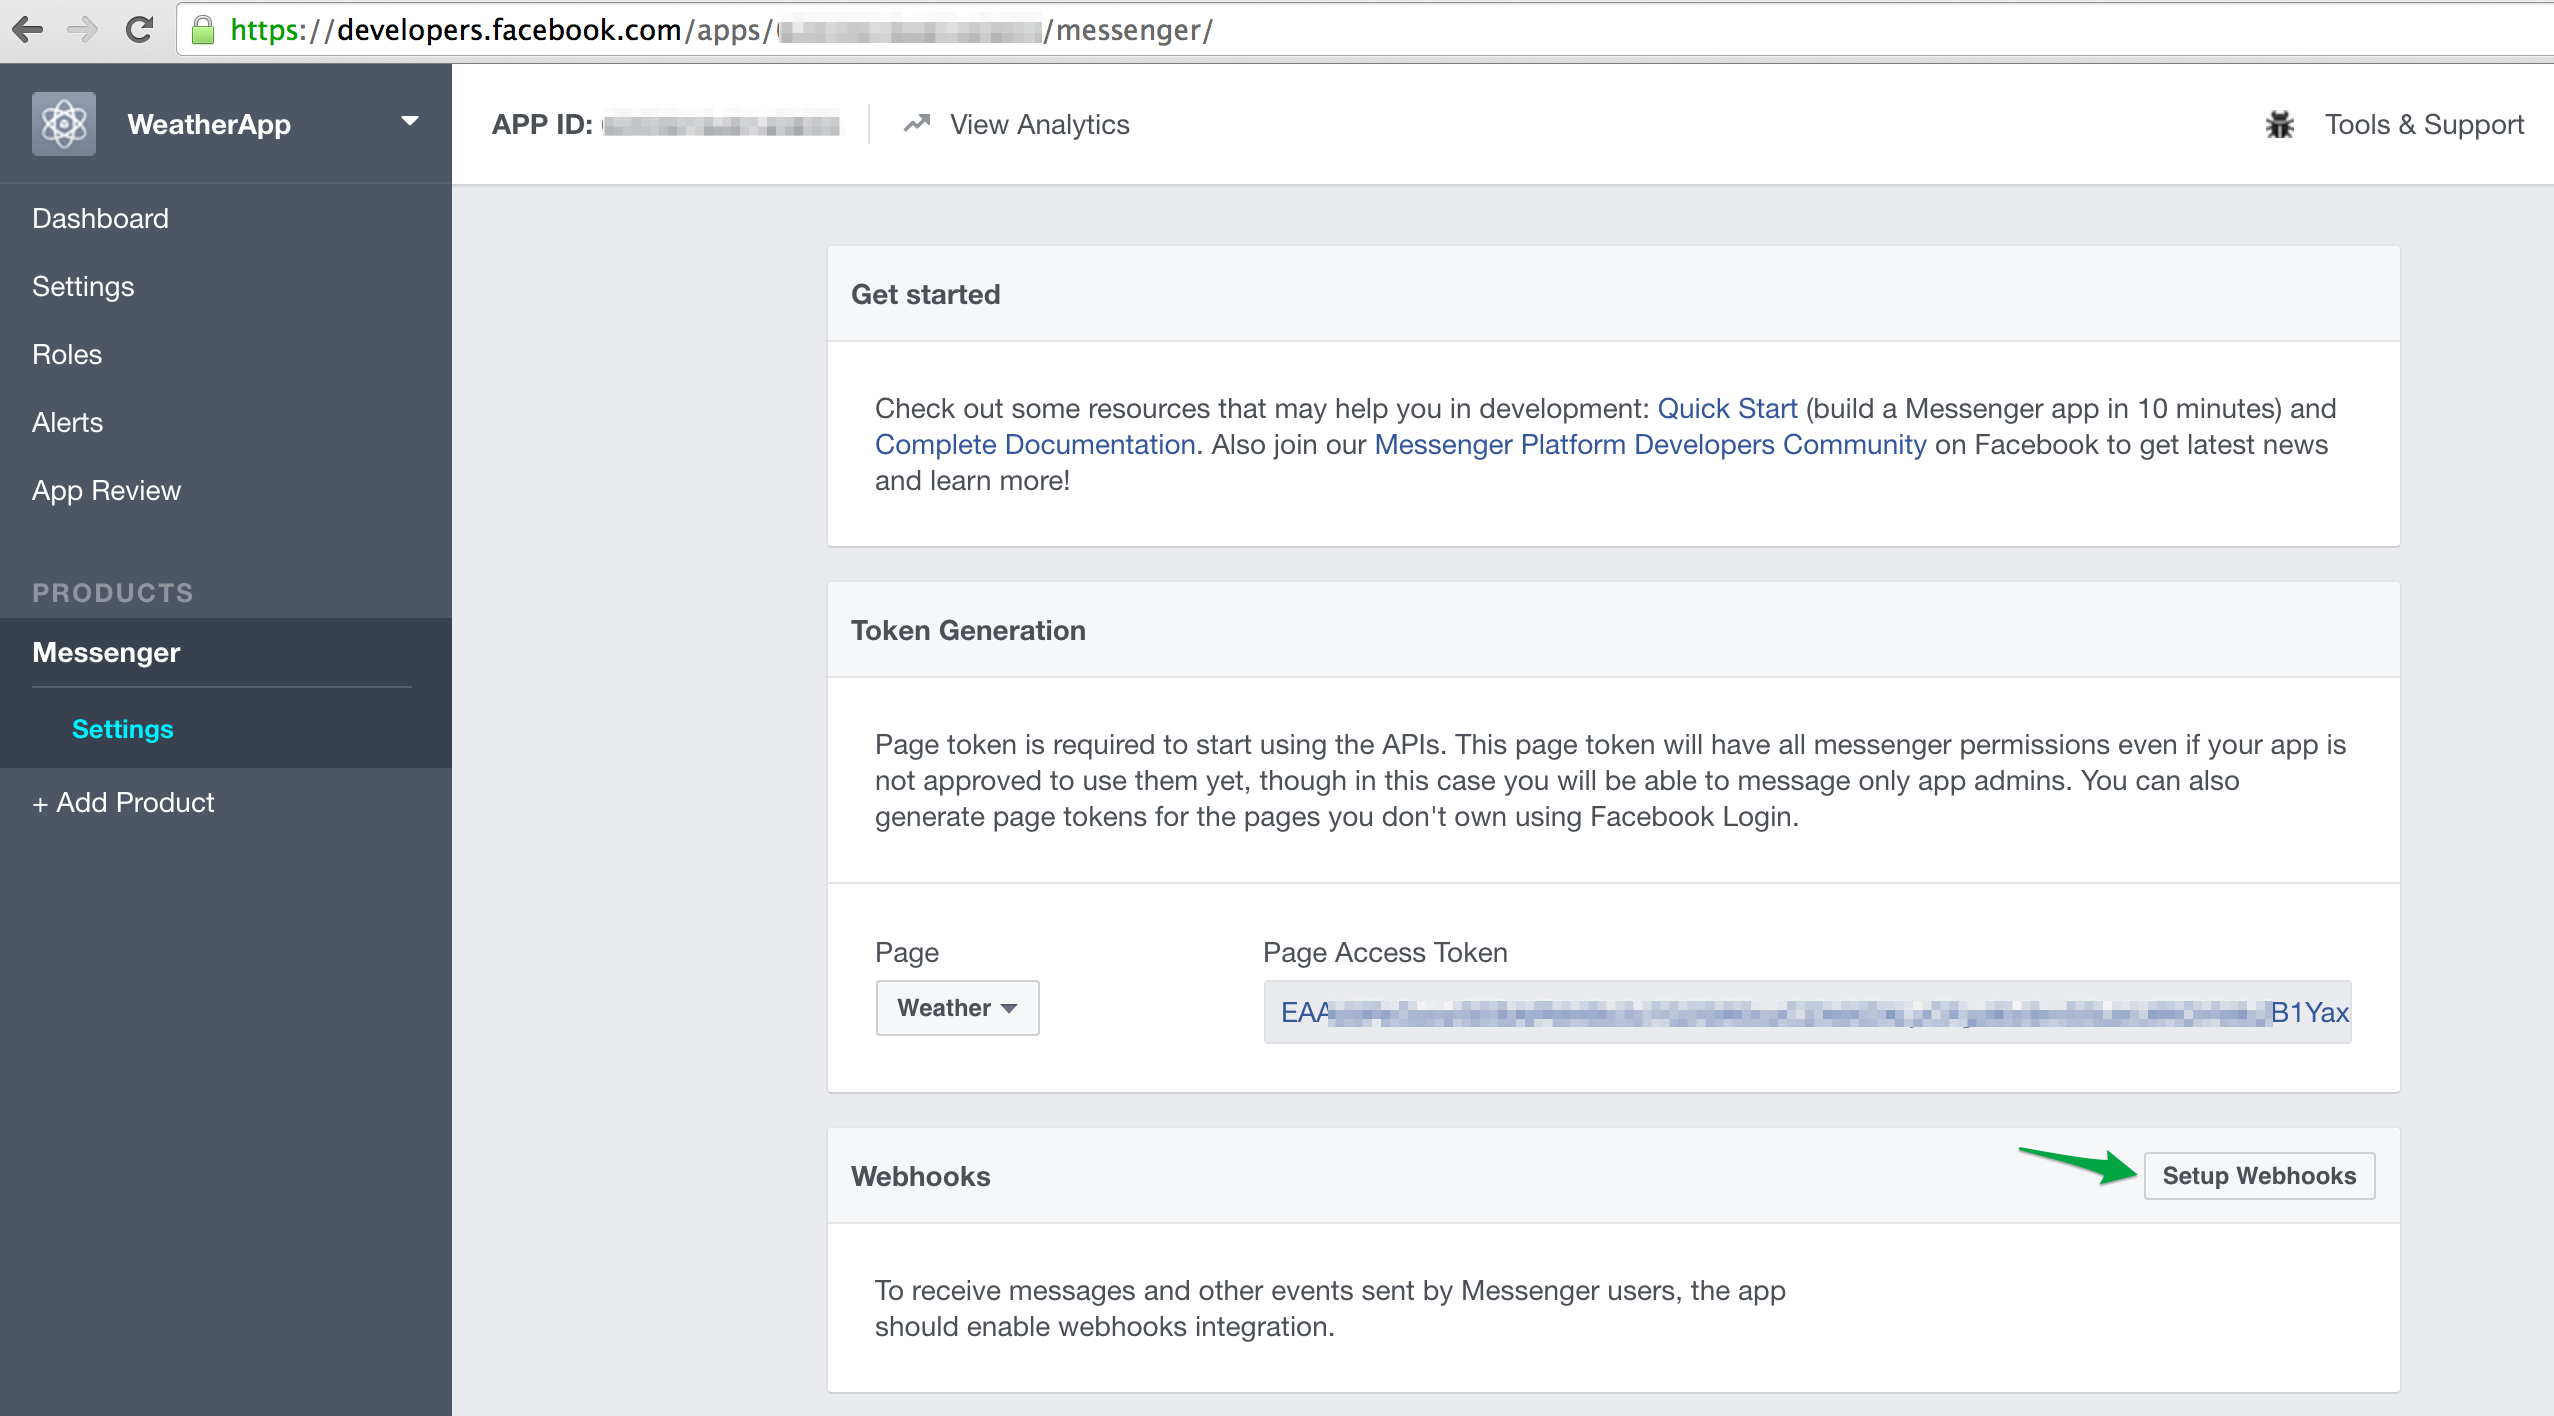 https://developers.facebook.com/apps/ /messenger/
WeatherApp
APP ID:
View Analytics
Tools & Support
Dashboard
Settings
Roles
Alerts
App Review
PRODUCTS
Messenger
Settings
+ Add Product
Get started
Check out some resources that may help you in development: Quick Start (build a Messenger app in 10 minutes) and
Complete Documentation. Also join our Messenger Platform Developers Community on Facebook to get latest news
and learn more!
Token Generation
Page token is required to start using the APIs. This page token will have all messenger permissions even if your app is
not approved to use them yet, though in this case you will be able to message only app admins. You can also
generate page tokens for the pages you don't own using Facebook Login.
Page
Page Access Token
Weather
EAA B1Yax
Webhooks
Setup Webhooks
To receive messages and other events sent by Messenger users, the app
should enable webhooks integration.